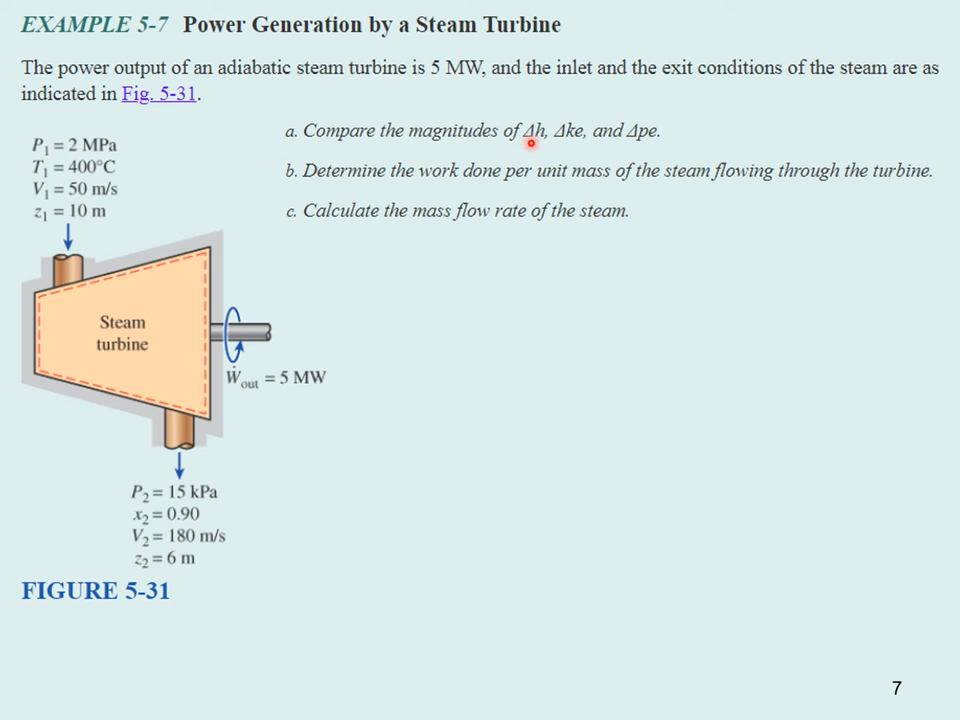 EXAMPLE 5-7 Power Generation by a Steam Turbine
The power output of an adiabatic steam turbine is 5 MW, and the inlet and the exit conditions of the steam are as
indicated in Fig. 5-31.
a. Compare the magnitudes of Δh, Δke, and Δpe.
b. Determine the work done per unit mass of the steam flowing through the turbine.
c. Calculate the mass flow rate of the steam.
P₁ = 2 MPa
T₁ = 400°C
V₁ = 50 m/s
z₁ = 10 m
Steam
turbine
Ẇout = 5 MW
P₂ = 15 kPa
x₂ = 0.90
V₂ = 180 m/s
z₂ = 6 m
FIGURE 5-31
7